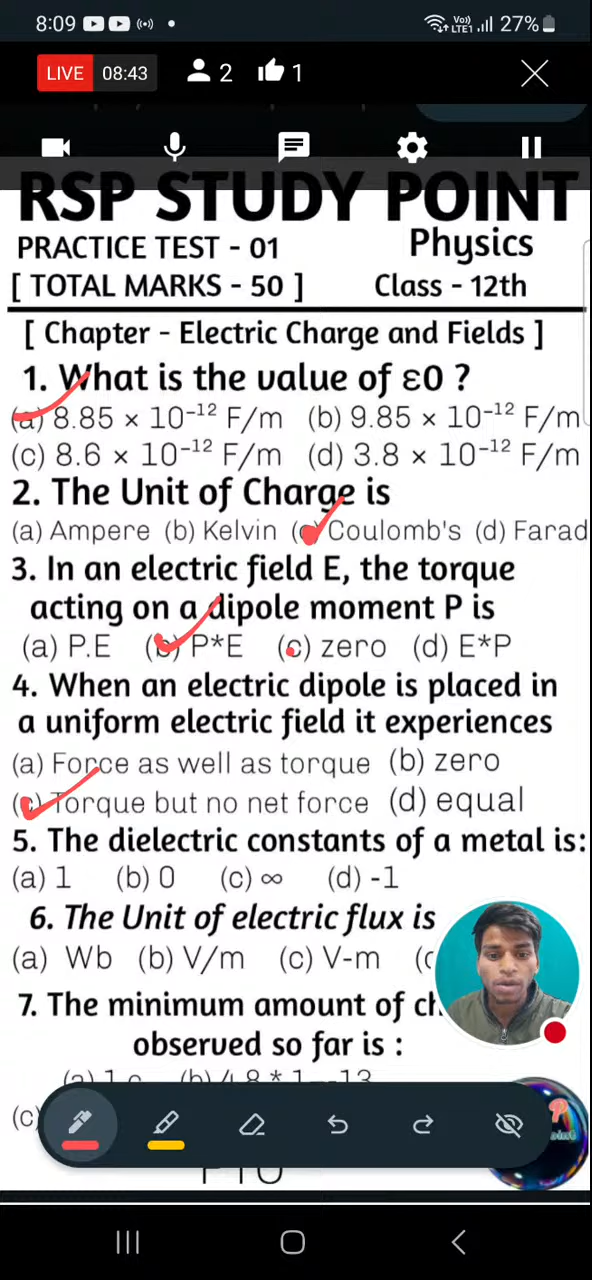 8:09
Vo)) LTE1 27%
LIVE 08:43 2 1
RSP STUDY POINT
PRACTICE TEST - 01 Physics
[ TOTAL MARKS - 50 ] Class - 12th
[ Chapter - Electric Charge and Fields ]
1. What is the value of ε0 ?
(a) 8.85 × 10⁻¹² F/m (b) 9.85 × 10⁻¹² F/m
(c) 8.6 × 10⁻¹² F/m (d) 3.8 × 10⁻¹² F/m
2. The Unit of Charge is
(a) Ampere (b) Kelvin (c) Coulomb's (d) Farad
3. In an electric field E, the torque
acting on a dipole moment P is
(a) P.E (b) P*E (c) zero (d) E*P
4. When an electric dipole is placed in
a uniform electric field it experiences
(a) Force as well as torque (b) zero
(c) Torque but no net force (d) equal
5. The dielectric constants of a metal is:
(a) 1 (b) 0 (c) ∞ (d) -1
6. The Unit of electric flux is
(a) Wb (b) V/m (c) V-m
7. The minimum amount of
observed so far is :
(c)